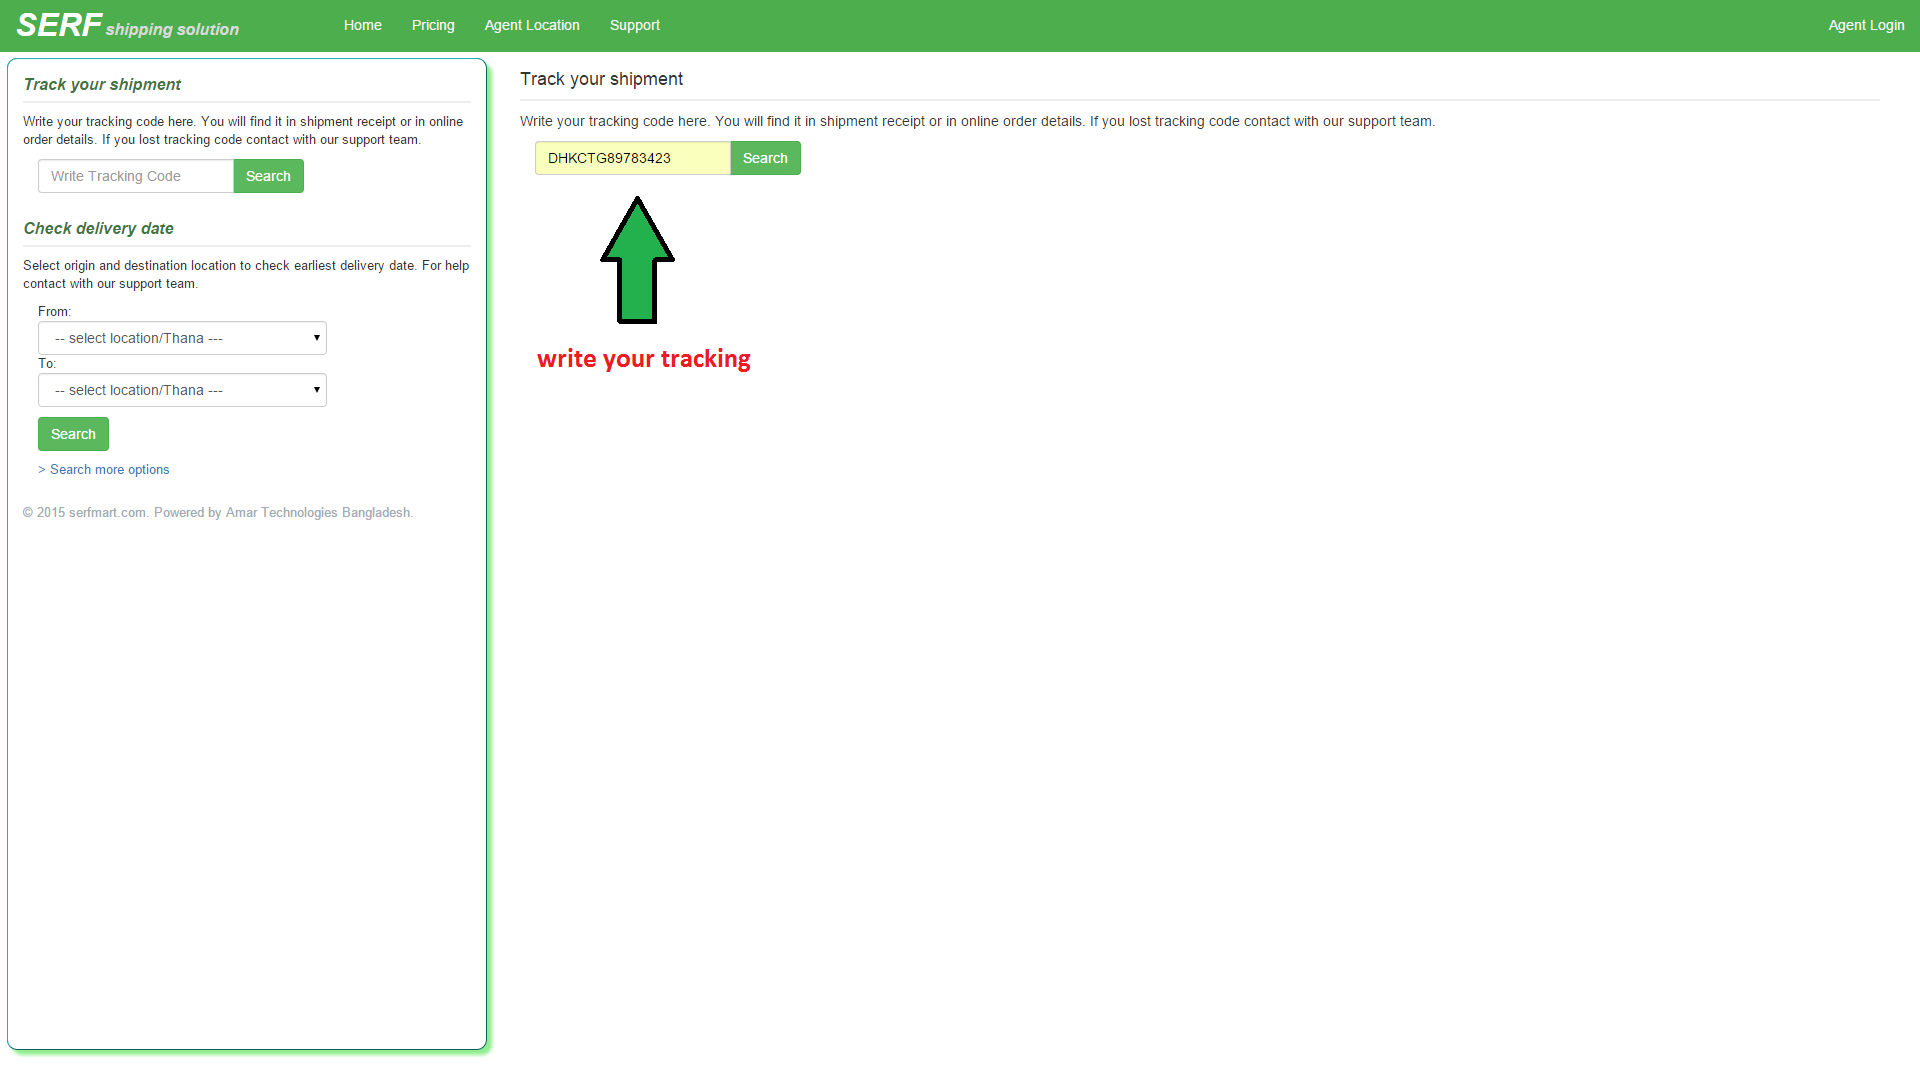 SERF shipping solution
Home Pricing Agent Location Support Agent Login
Track your shipment
Write your tracking code here. You will find it in shipment receipt or in online
order details. If you lost tracking code contact with our support team.
Write Tracking Code Search
Check delivery date
Select origin and destination location to check earliest delivery date. For help
contact with our support team.
From:
-- select location/Thana ---
To:
-- select location/Thana ---
Search
> Search more options
© 2015 serfmart.com. Powered by Amar Technologies Bangladesh.
Track your shipment
Write your tracking code here. You will find it in shipment receipt or in online order details. If you lost tracking code contact with our support team.
DHKCTG89783423 Search
write your tracking